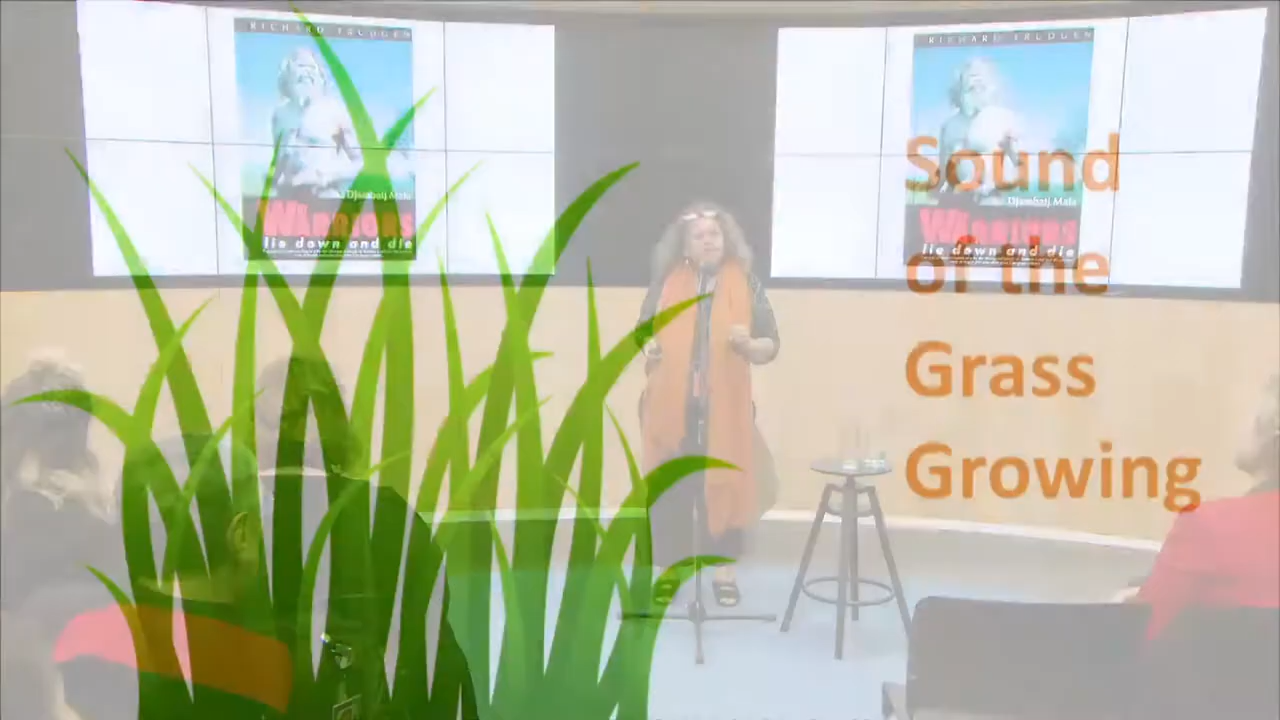 RICHARD TRUDGEN
Djambatj Mala
WARRIORS
lie down and die
RICHARD TRUDGEN
Djambatj Mala
WARRIORS
lie down and die
Sound
of the
Grass
Growing